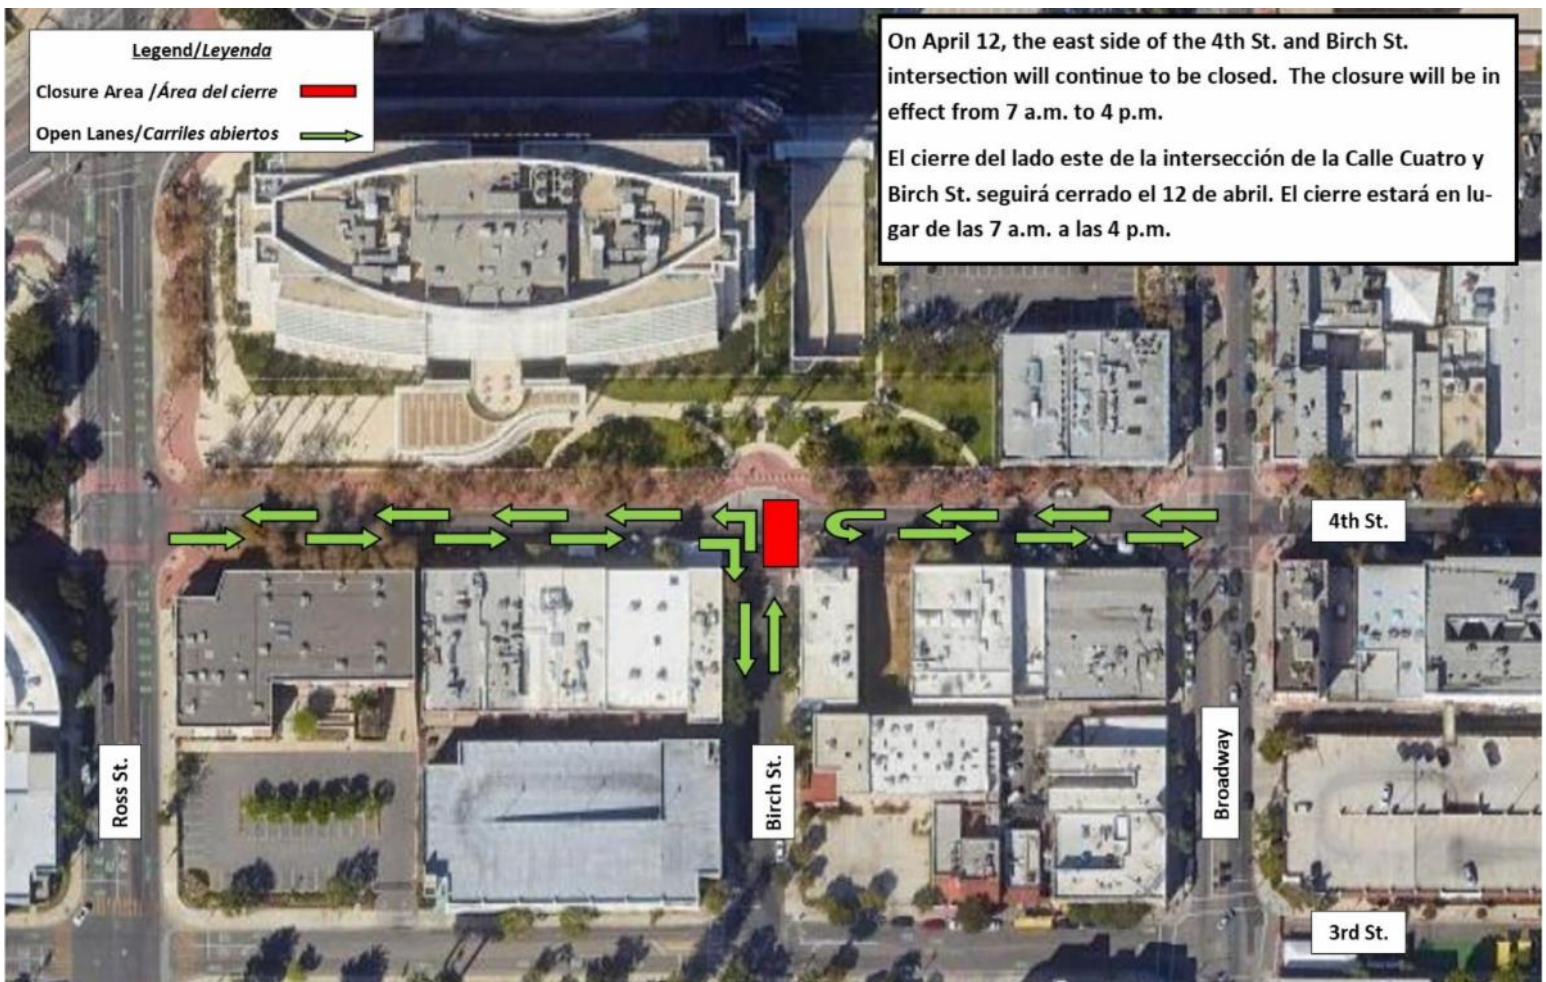 Legend/Leyenda
Closure Area /Área del cierre
Open Lanes/Carriles abiertos
On April 12, the east side of the 4th St. and Birch St.
intersection will continue to be closed.  The closure will be in
effect from 7 a.m. to 4 p.m.
El cierre del lado este de la intersección de la Calle Cuatro y
Birch St. seguirá cerrado el 12 de abril. El cierre estará en lu-
gar de las 7 a.m. a las 4 p.m.
4th St.
Ross St.
Birch St.
Broadway
3rd St.